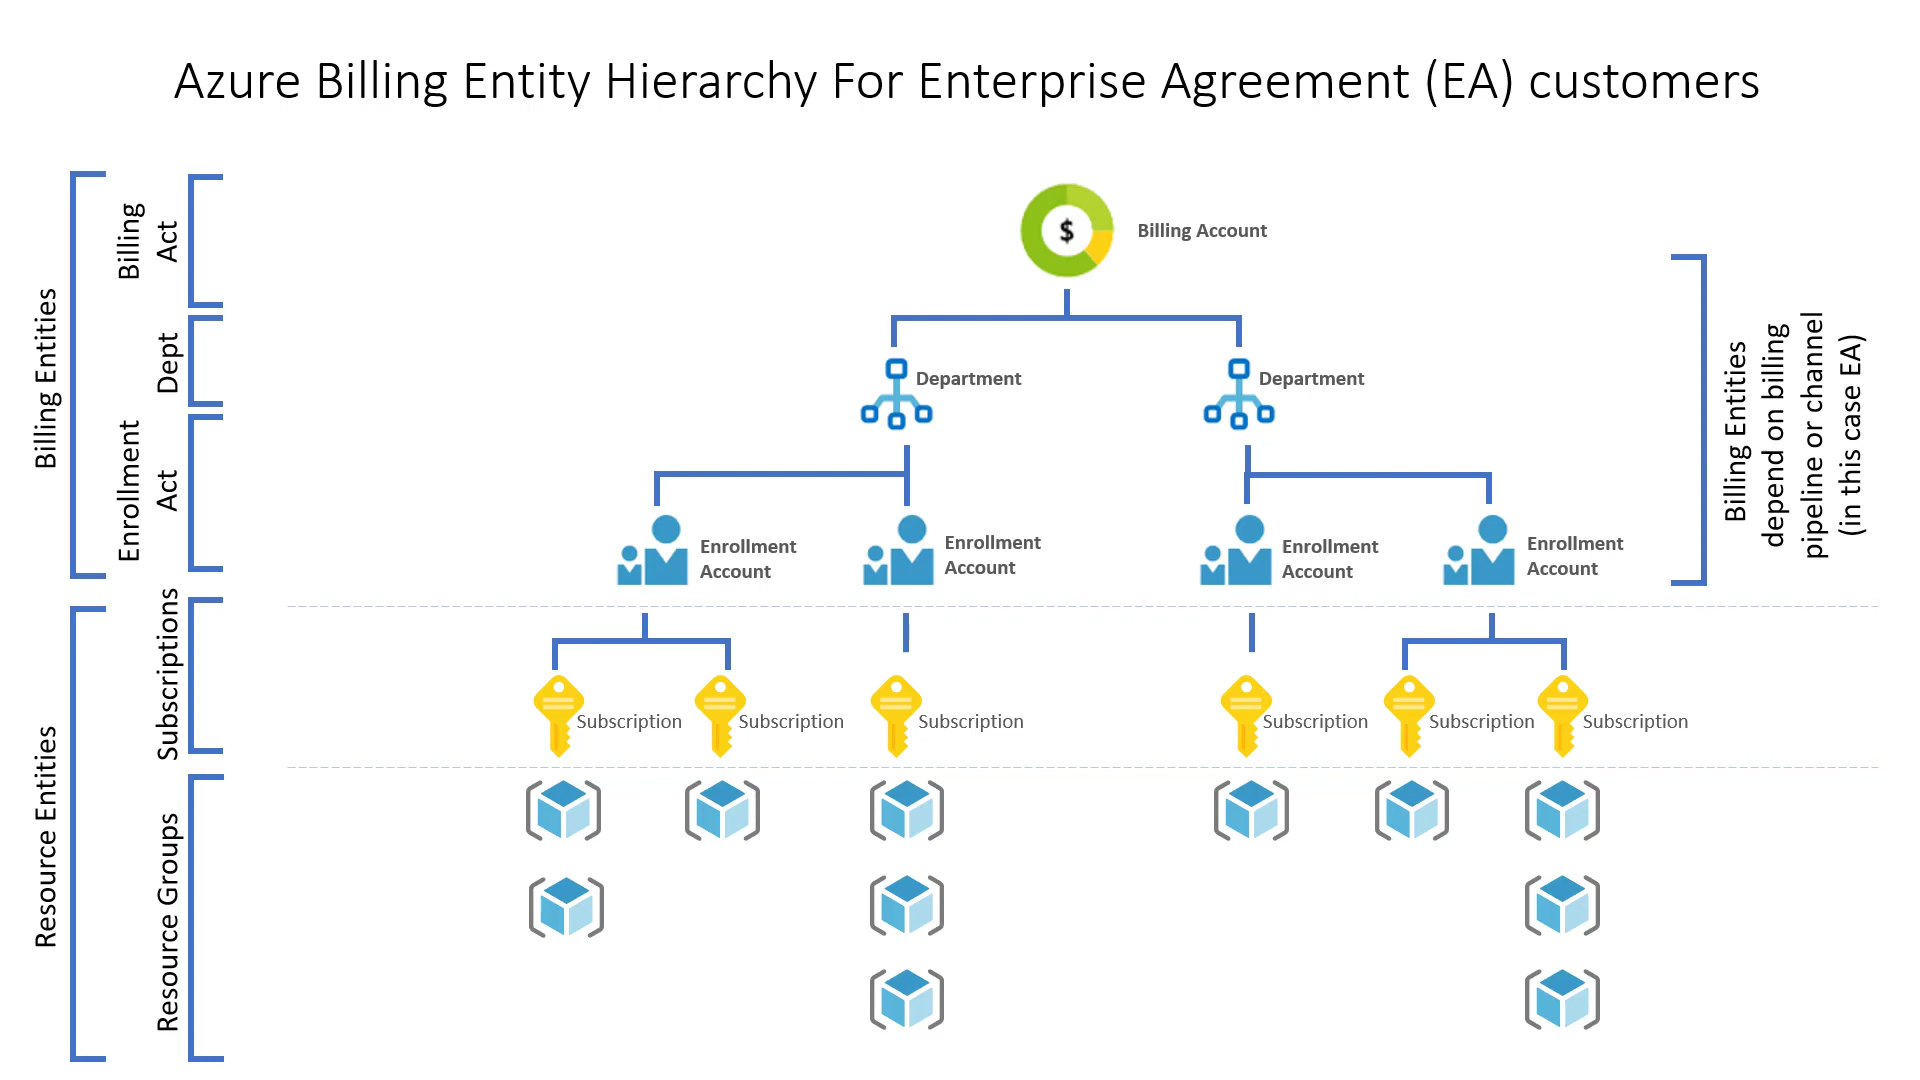 Azure Billing Entity Hierarchy For Enterprise Agreement (EA) customers
Billing Entities
Billing
Act
Dept
Enrollment
Act
Resource Entities
Subscriptions
Resource Groups
$
Billing Account
Department
Department
Enrollment
Account
Enrollment
Account
Enrollment
Account
Enrollment
Account
Subscription
Subscription
Subscription
Subscription
Subscription
Subscription
Billing Entities
depend on billing
pipeline or channel
(in this case EA)